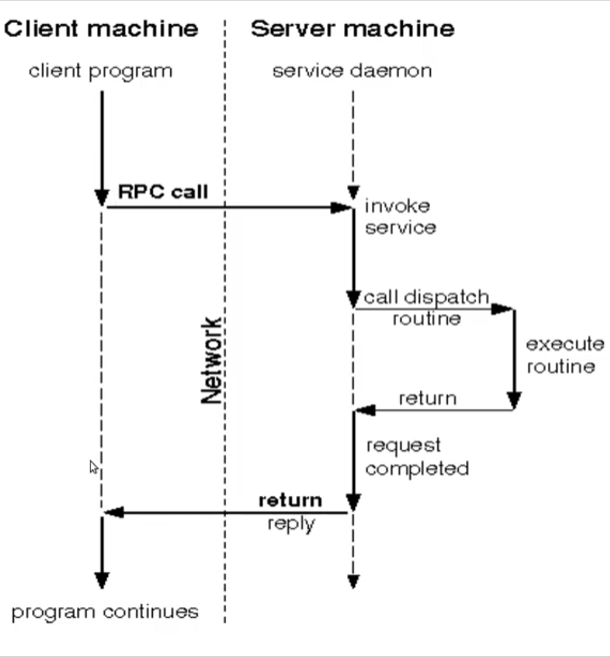 Client machine
Server machine
client program
service daemon
RPC call
invoke
service
call dispatch
routine
Network
execute
routine
return
request
completed
return
reply
program continues